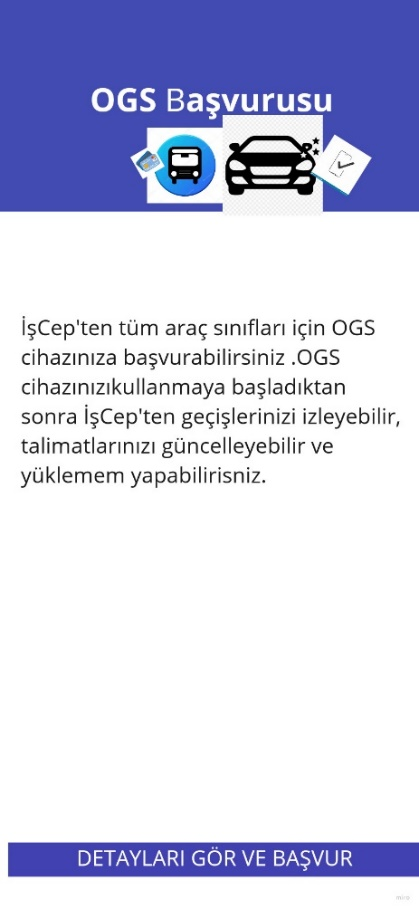 OGS Başvurusu
İşCep'ten tüm araç sınıfları için OGS
cihazınıza başvurabilirsiniz .OGS
cihazınızıkullanmaya başladıktan
sonra İşCep'ten geçişlerinizi izleyebilir,
talimatlarınızı güncelleyebilir ve
yüklemem yapabilirisniz.
DETAYLARI GÖR VE BAŞVUR
miro